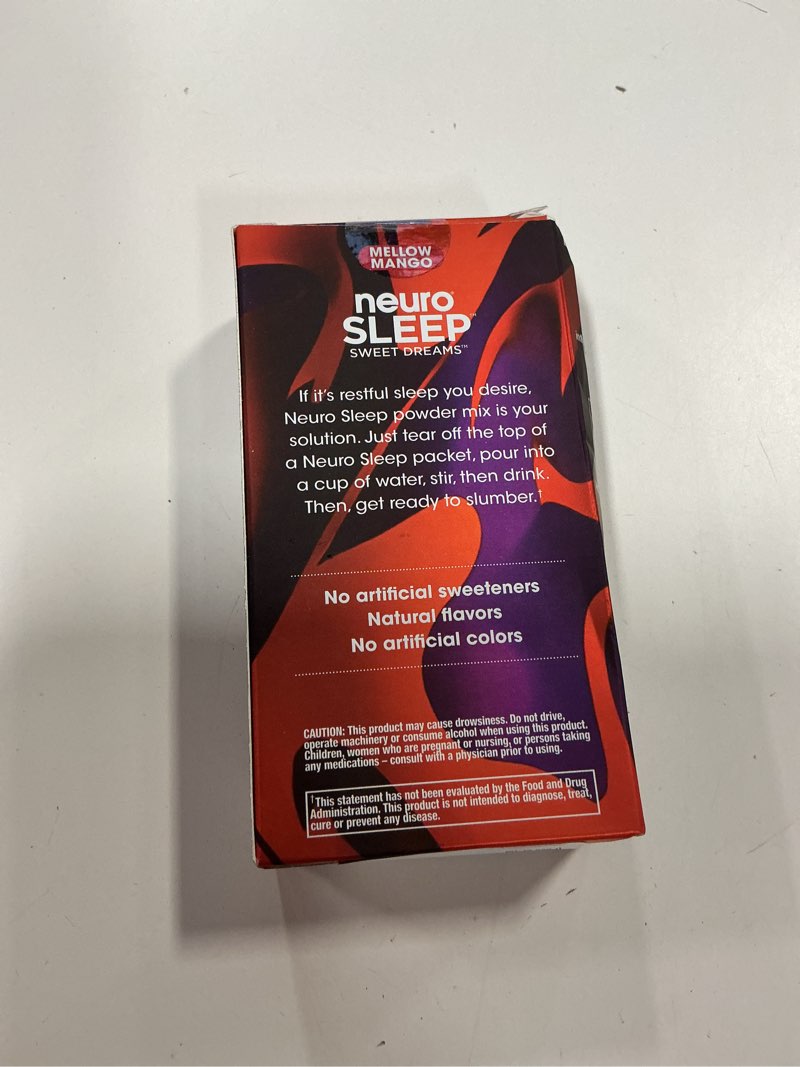 MELLOW
MANGO
neuro
SLEEP™
SWEET DREAMS™
If it's restful sleep you desire,
Neuro Sleep powder mix is your
solution. Just tear off the top of
a Neuro Sleep packet, pour into
a cup of water, stir, then drink.
Then, get ready to slumber.†
No artificial sweeteners
Natural flavors
No artificial colors
CAUTION: This product may cause drowsiness. Do not drive,
operate machinery or consume alcohol when using this product.
Children, women who are pregnant or nursing, or persons taking
any medications – consult with a physician prior to using.
†This statement has not been evaluated by the Food and Drug
Administration. This product is not intended to diagnose, treat,
cure or prevent any disease.